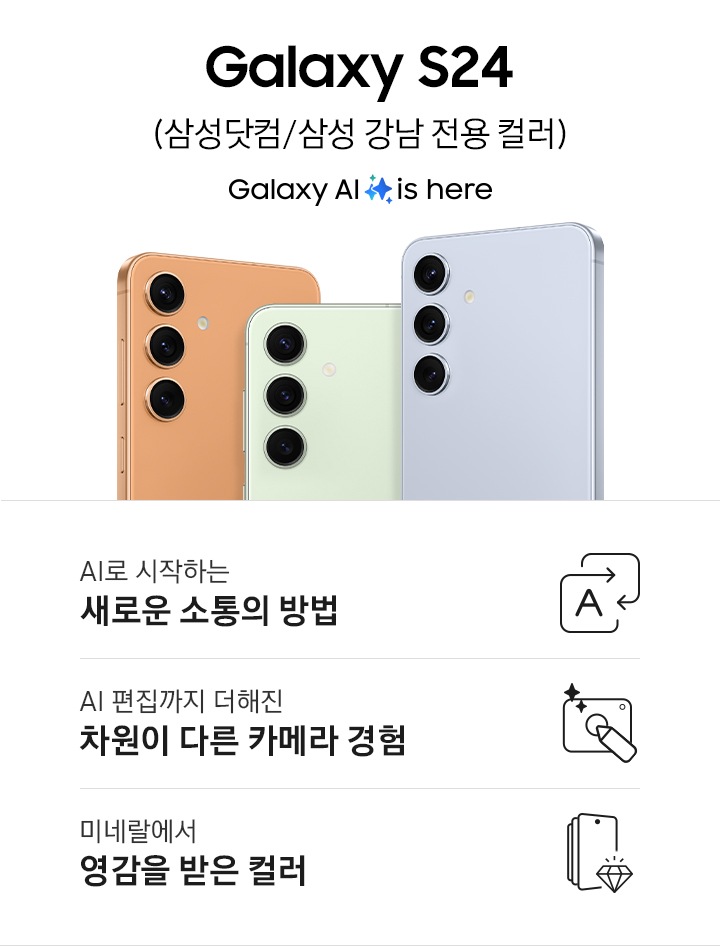 Galaxy S24
(삼성닷컴/삼성 강남 전용 컬러)
Galaxy AI is here
AI로 시작하는
새로운 소통의 방법
A
AI 편집까지 더해진
차원이 다른 카메라 경험
미네랄에서
영감을 받은 컬러